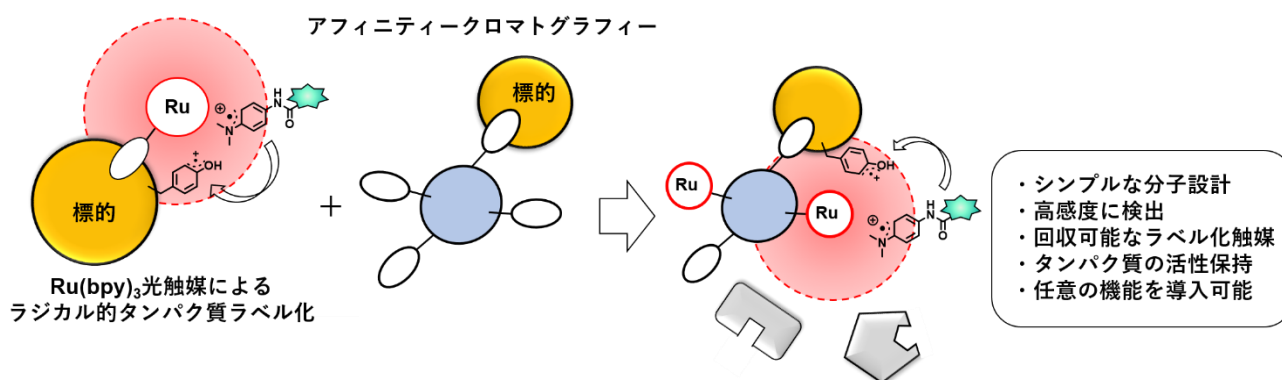 アフィニティークロマトグラフィー
Ru
H
N
O
N
OH
標的
Ru(bpy)3光触媒による
ラジカル的タンパク質ラベル化
+
標的
Ru
Ru
OH
H
N
O
N
・シンプルな分子設計
・高感度に検出
・回収可能なラベル化触媒
・タンパク質の活性保持
・任意の機能を導入可能